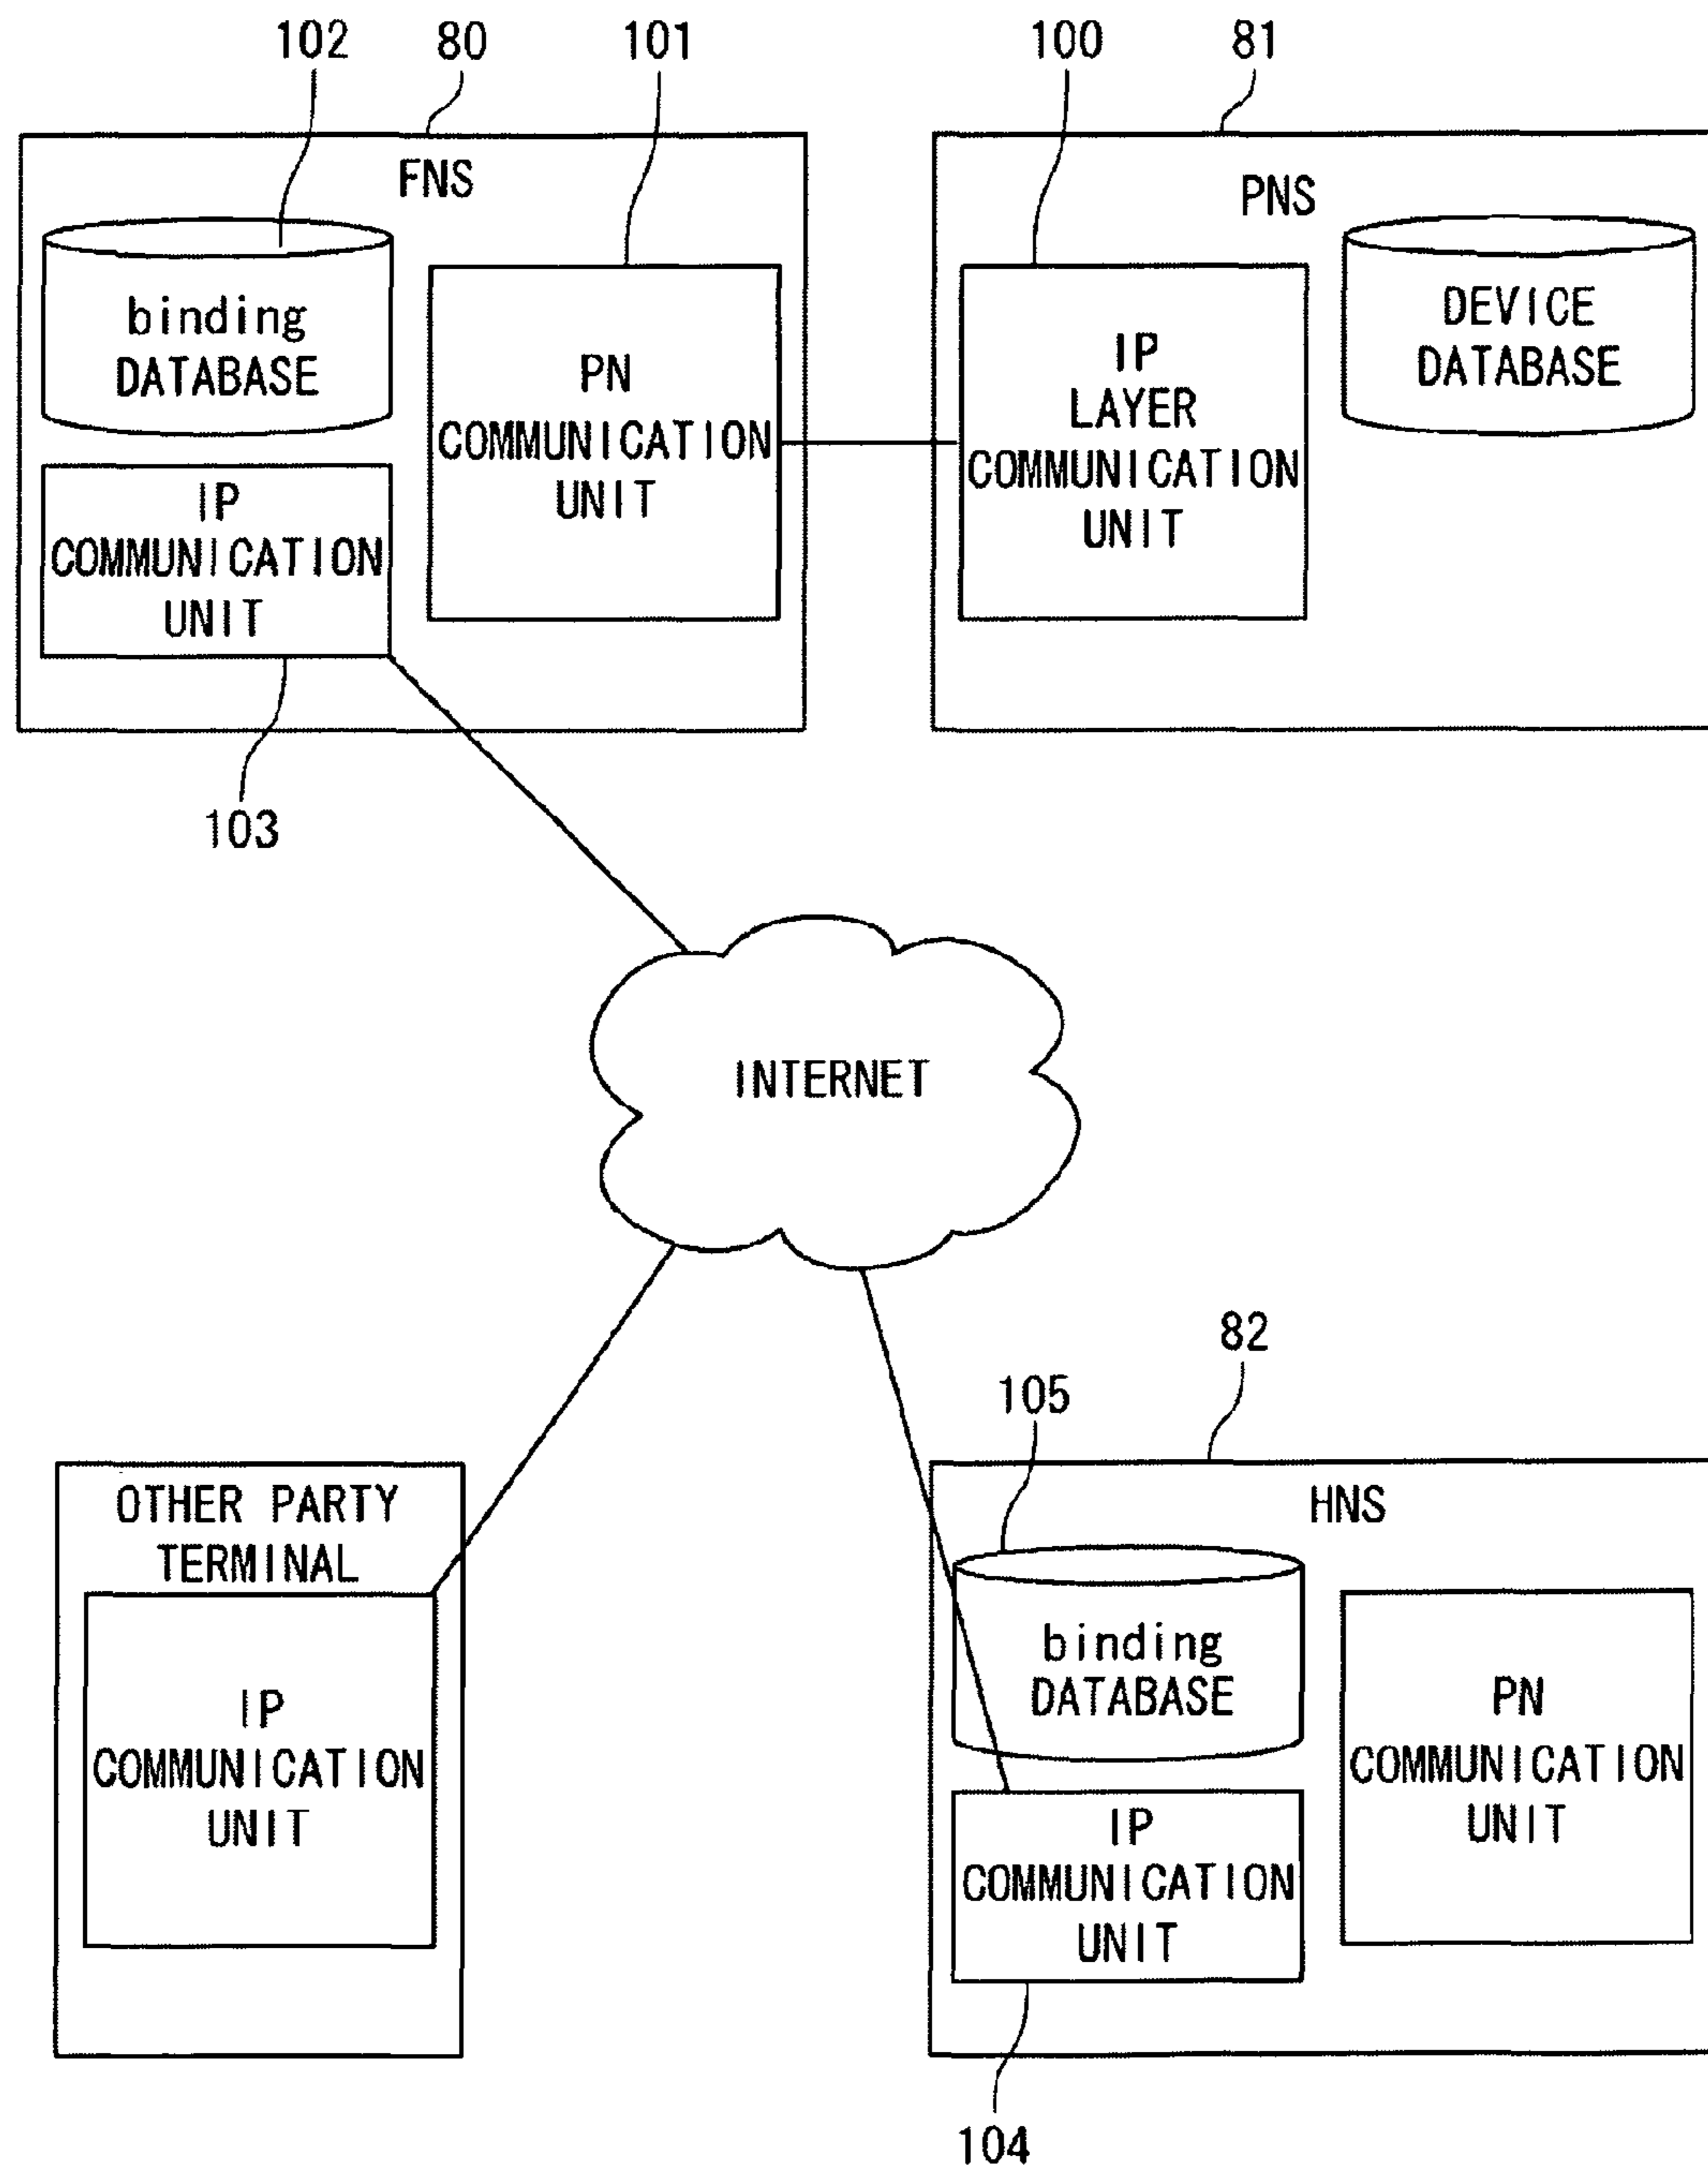 102
80
101
100
81
FNS
binding
DATABASE
PN
COMMUNICATION
UNIT
IP
COMMUNICATION
UNIT
103
PNS
IP
LAYER
COMMUNICATION
UNIT
DEVICE
DATABASE
INTERNET
OTHER PARTY
TERMINAL
IP
COMMUNICATION
UNIT
82
105
HNS
binding
DATABASE
PN
COMMUNICATION
UNIT
IP
COMMUNICATION
UNIT
104